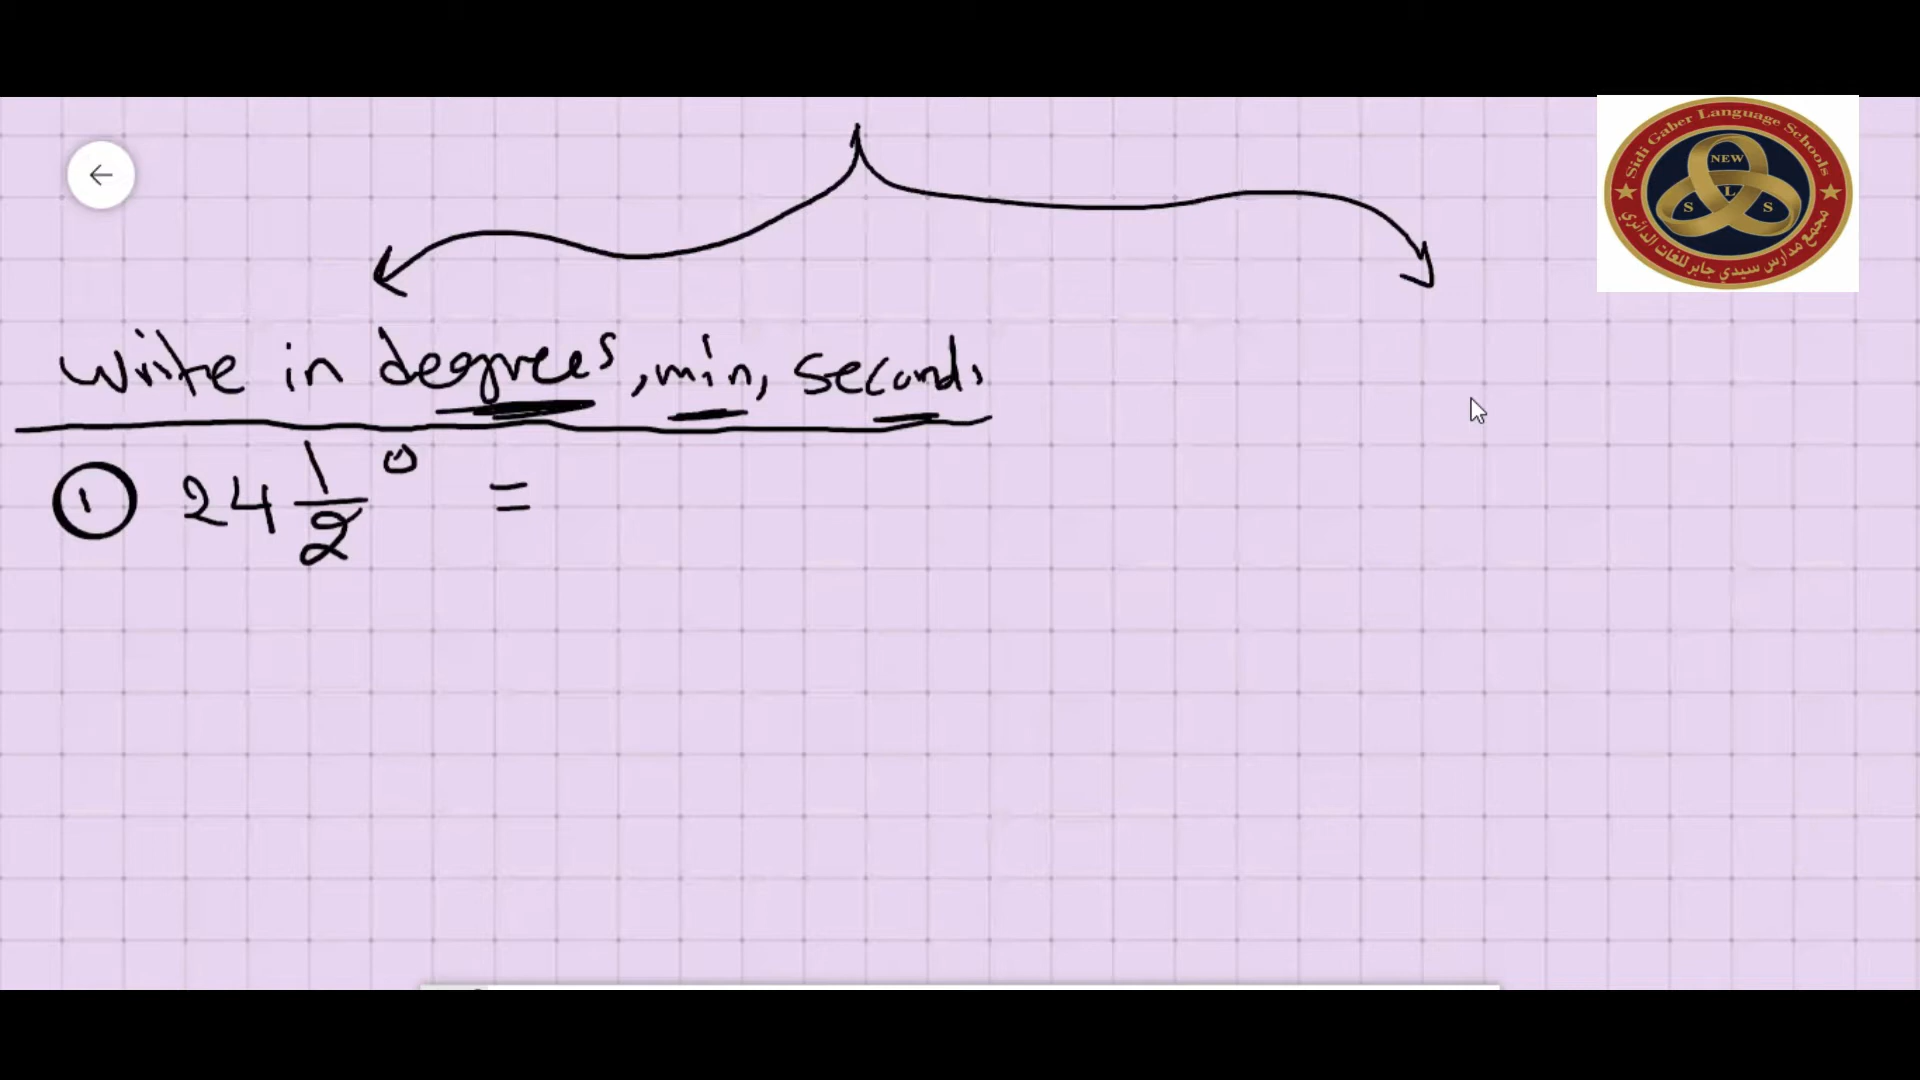 Sidi Gaber Language Schools
NEW
S L S
مجمع مدارس سيدي جابر للغات الدائري
write in degrees, min, seconds
① 24 1/2 ° =